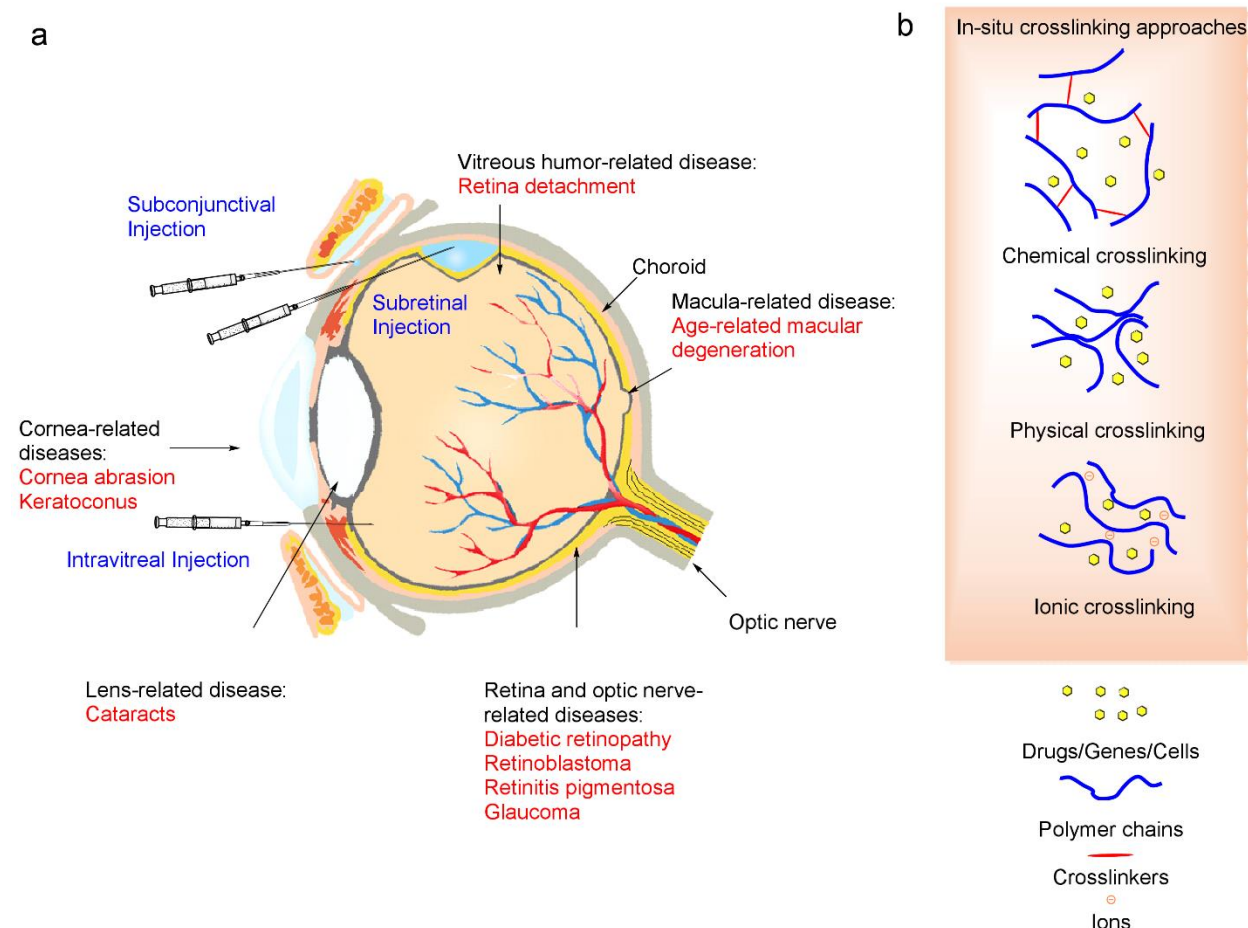 a
Vitreous humor-related disease:
Retina detachment
Subconjunctival
Injection
Choroid
Subretinal
Injection
Macula-related disease:
Age-related macular
degeneration
Cornea-related
diseases:
Cornea abrasion
Keratoconus
Intravitreal Injection
Optic nerve
Lens-related disease:
Cataracts
Retina and optic nerve-
related diseases:
Diabetic retinopathy
Retinoblastoma
Retinitis pigmentosa
Glaucoma
b
In-situ crosslinking approaches
Chemical crosslinking
Physical crosslinking
Ionic crosslinking
Drugs/Genes/Cells
Polymer chains
Crosslinkers
Ions